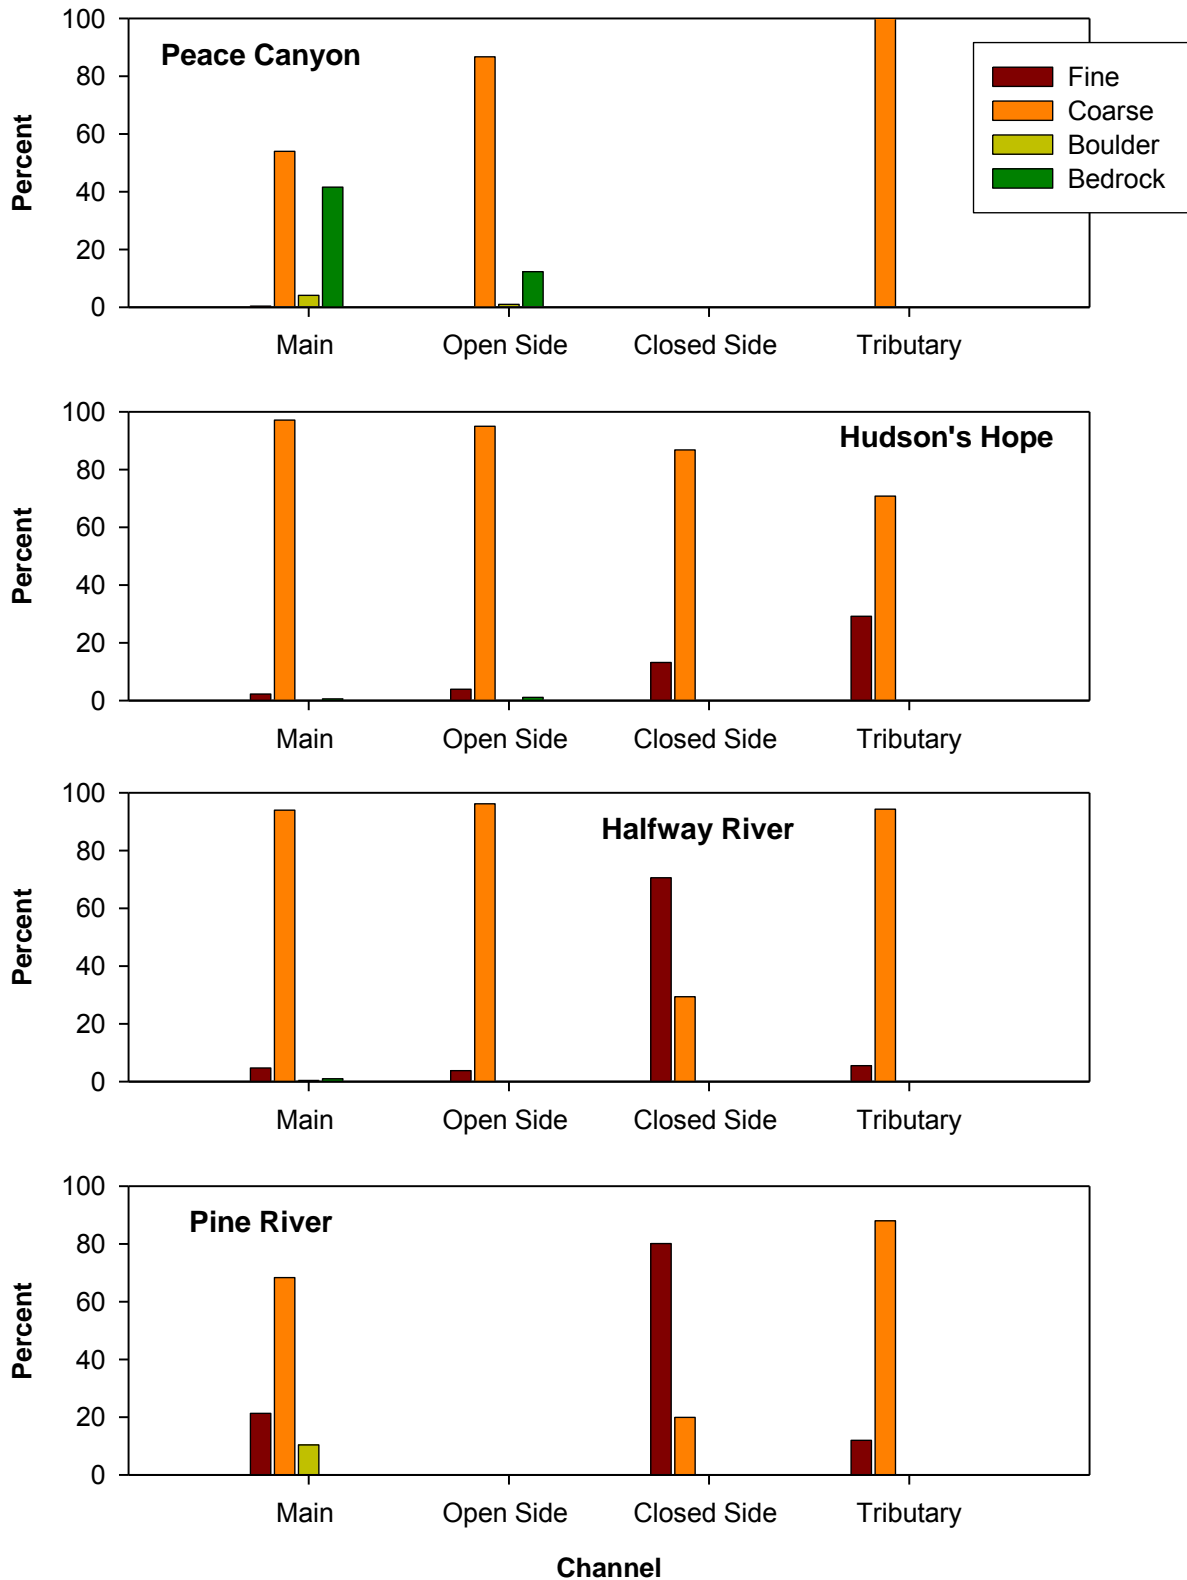 Peace Canyon
Fine
Coarse
Boulder
Bedrock
Percent
100
80
60
40
20
0
Main Open Side Closed Side Tributary
Hudson's Hope
Percent
100
80
60
40
20
0
Main Open Side Closed Side Tributary
Halfway River
Percent
100
80
60
40
20
0
Main Open Side Closed Side Tributary
Pine River
Percent
100
80
60
40
20
0
Main Open Side Closed Side Tributary
Channel